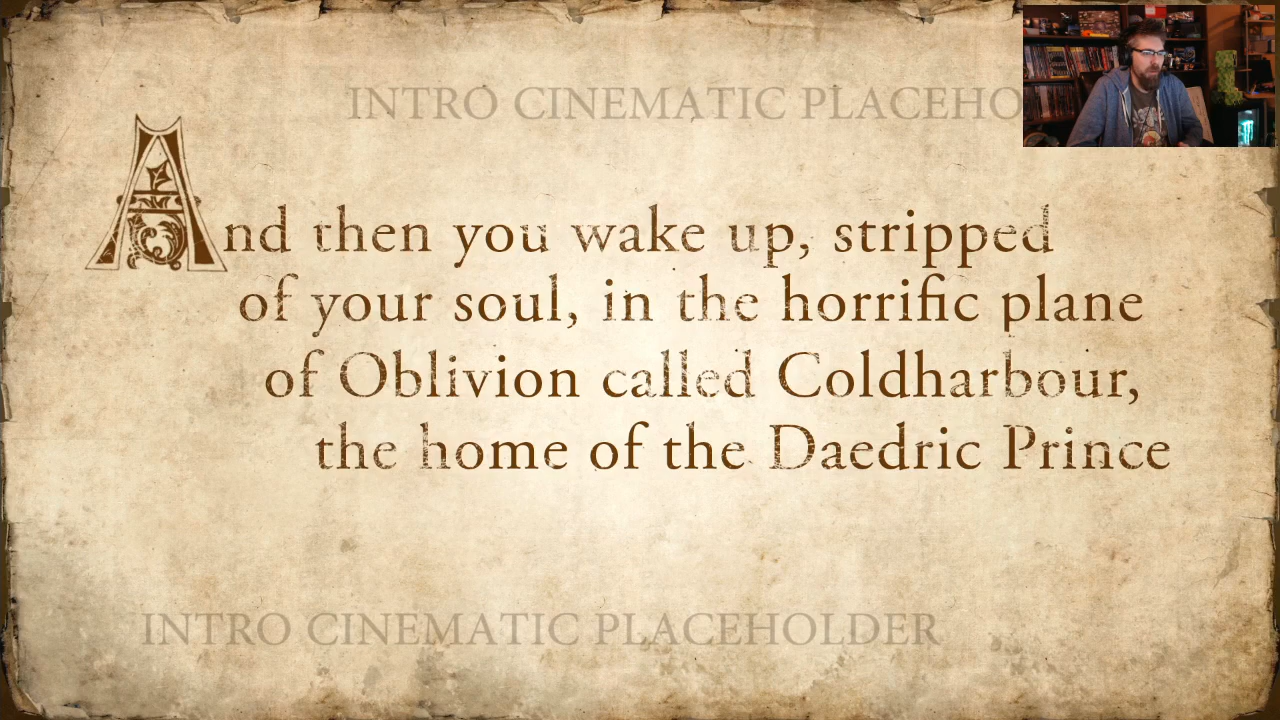 INTRO CINEMATIC PLACEHO
And then you wake up, stripped
of your soul, in the horrific plane
of Oblivion called Coldharbour,
the home of the Daedric Prince
INTRO CINEMATIC PLACEHOLDER